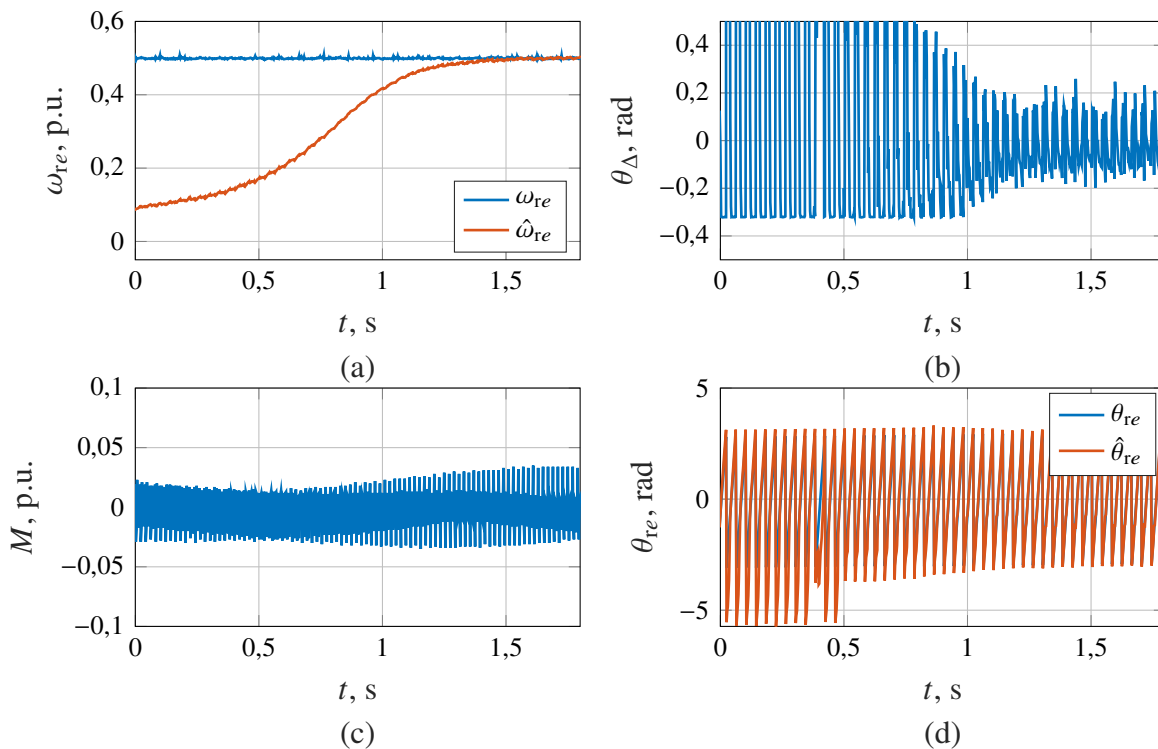 0,6
0.4
0.2
0
ω_re, p.u.
ω_re
ω̂_re
0 0,5 1 1,5
t, s
(a)
0,4
0,2
0
−0,2
−0,4
θ_Δ, rad
0 0,5 1 1,5
t, s
(b)
0,1
0,05
0
−0,05
−0,1
M, p.u.
0 0,5 1 1,5
t, s
(c)
5
0
−5
θ_re, rad
θ_re
θ̂_re
0 0,5 1 1,5
t, s
(d)